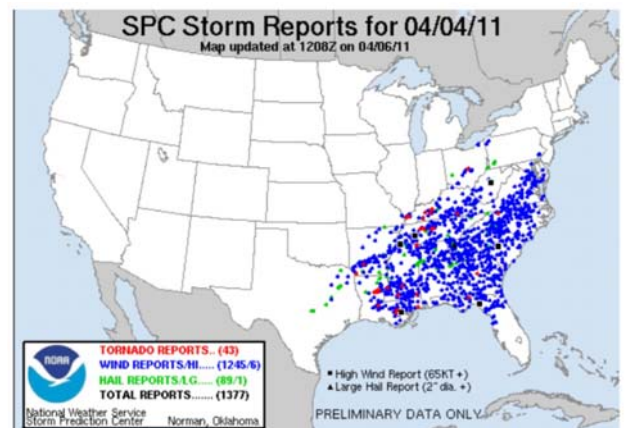 SPC Storm Reports for 04/04/11
Map updated at 1208Z on 04/06/11
NOAA
TORNADO REPORTS.. (43)
WIND REPORTS/HI..... (1245/6)
HAIL REPORTS/LG..... (89/1)
TOTAL REPORTS....... (1377)
National Weather Service
Storm Prediction Center Norman, Oklahoma
High Wind Report (65KT +)
Large Hail Report (2" dia. +)
PRELIMINARY DATA ONLY